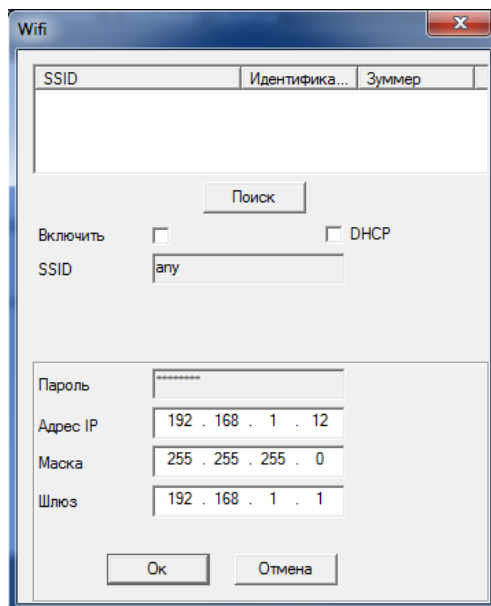 Wifi
SSID Идентифика... Зуммер
Поиск
Включить DHCP
SSID any
Пароль ********
Адрес IP 192 . 168 . 1 . 12
Маска 255 . 255 . 255 . 0
Шлюз 192 . 168 . 1 . 1
Ок Отмена